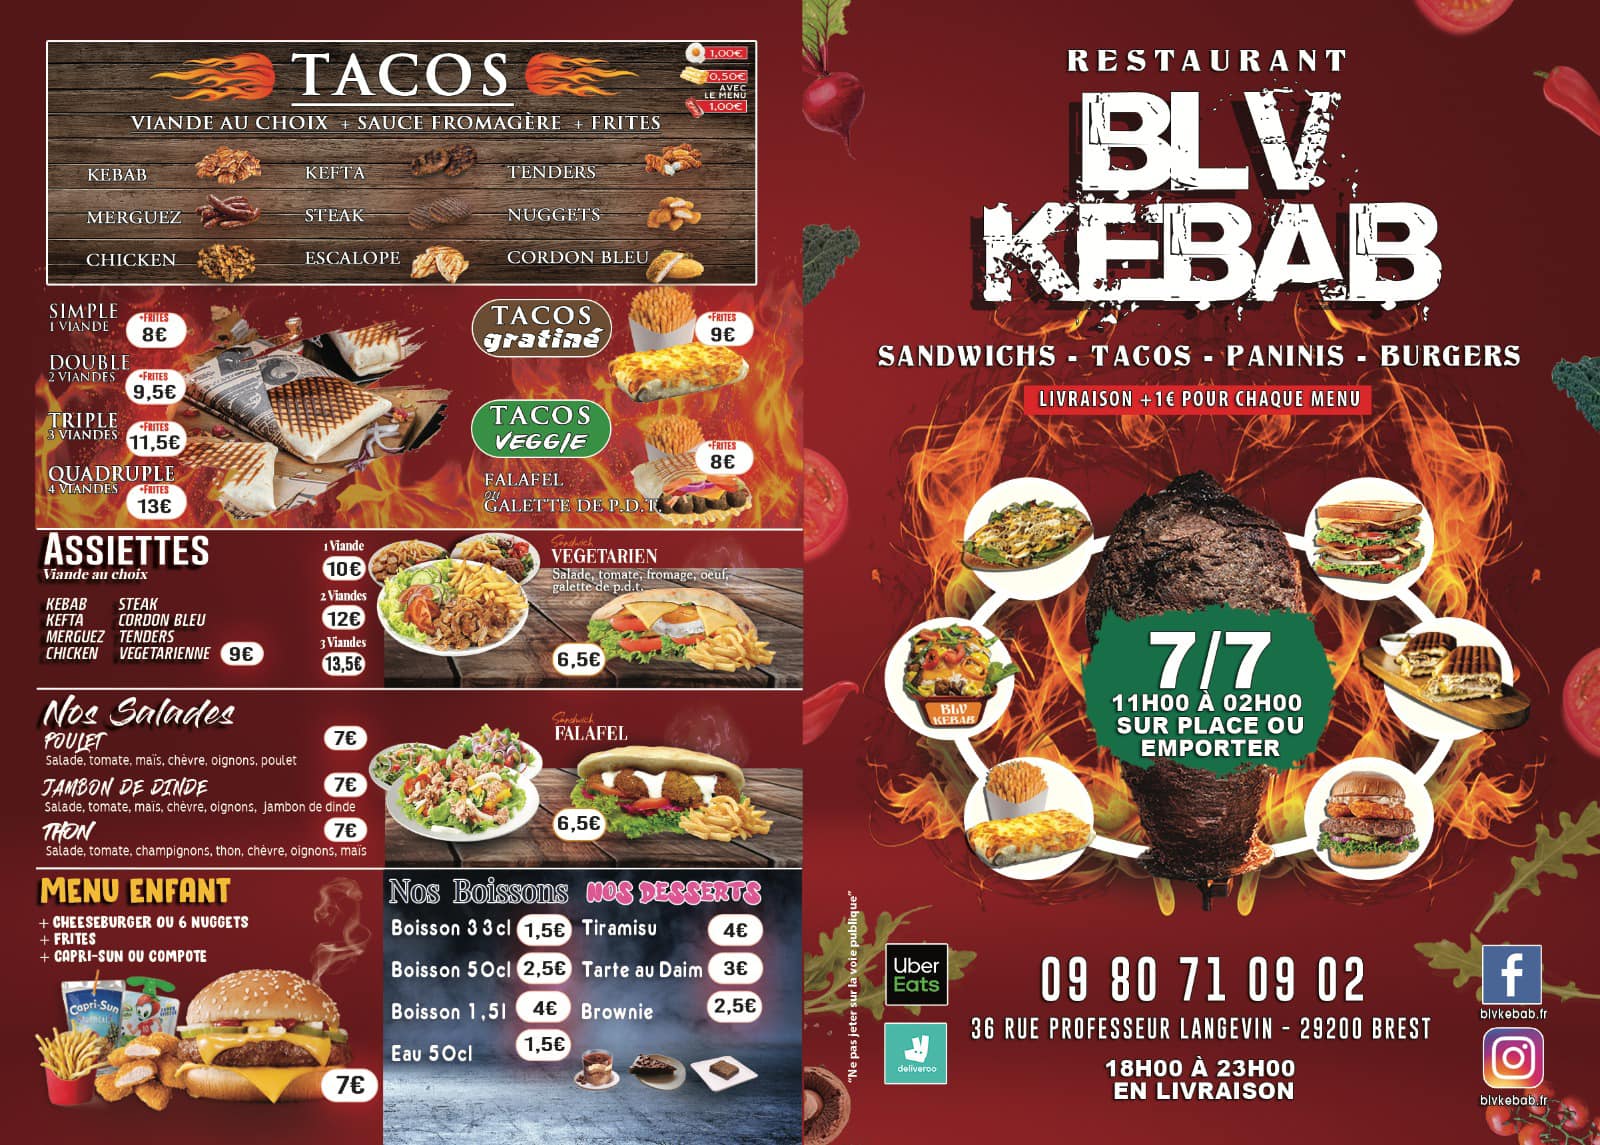 TACOS
1,00€
0,50€
AVEC
LE MENU
1,00€
VIANDE AU CHOIX + SAUCE FROMAGÈRE + FRITES
KEBAB
KEFTA
TENDERS
MERGUEZ
STEAK
NUGGETS
CHICKEN
ESCALOPE
CORDON BLEU
SIMPLE
1 VIANDE
+FRITES
8€
DOUBLE
2 VIANDES
+FRITES
9,5€
TRIPLE
3 VIANDES
+FRITES
11,5€
QUADRUPLE
4 VIANDES
+FRITES
13€
TACOS
gratiné
+FRITES
9€
TACOS
VEGGIE
+FRITES
8€
FALAFEL
OU
GALETTE DE P.D.T.
ASSIETTES
Viande au choix
KEBAB STEAK
KEFTA CORDON BLEU
MERGUEZ TENDERS
CHICKEN VEGETARIENNE 9€
1 Viande
10€
2 Viandes
12€
3 Viandes
13,5€
Sandwich
VEGETARIEN
Salade, tomate, fromage, oeuf,
galette de p.d.t.
6,5€
Nos Salades
POULET 7€
Salade, tomate, maïs, chèvre, oignons, poulet
JAMBON DE DINDE 7€
Salade, tomate, maïs, chèvre, oignons, jambon de dinde
THON 7€
Salade, tomate, champignons, thon, chèvre, oignons, maïs
Sandwich
FALAFEL
6,5€
MENU ENFANT
+ CHEESEBURGER OU 6 NUGGETS
+ FRITES
+ CAPRI-SUN OU COMPOTE
Capri-Sun
7€
Nos Boissons
Boisson 33cl 1,5€
Boisson 50cl 2,5€
Boisson 1,5l 4€
Eau 50cl 1,5€
NOS DESSERTS
Tiramisu 4€
Tarte au Daim 3€
Brownie 2,5€
RESTAURANT
BLV
KEBAB
SANDWICHS - TACOS - PANINIS - BURGERS
LIVRAISON +1€ POUR CHAQUE MENU
BLV
KEBAB
7/7
11H00 À 02H00
SUR PLACE OU
EMPORTER
"Ne pas jeter sur la voie publique"
Uber
Eats
deliveroo
09 80 71 09 02
36 RUE PROFESSEUR LANGEVIN - 29200 BREST
18H00 À 23H00
EN LIVRAISON
f
blvkebab.fr
blvkebab.fr